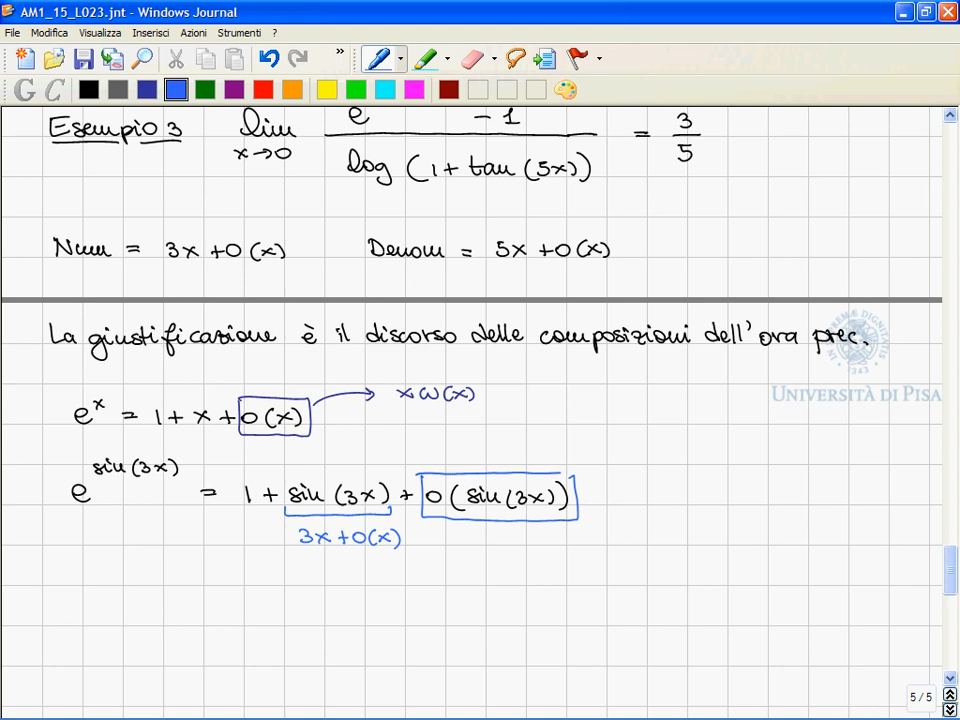 AM1_15_L023.jnt - Windows Journal
File Modifica Visualizza Inserisci Azioni Strumenti ?
G C
Esempio 3 lim x→0 e - 1 / log (1 + tan (5x)) = 3/5
Num = 3x + o(x) Denom = 5x + o(x)
La giustificazione è il discorso delle composizioni dell'ora prec.
UNIVERSITÀ DI PISA
e^x = 1 + x + o(x) → x ω(x)
e^sin(3x) = 1 + sin(3x) + o(sin(3x))
3x + o(x)
5 / 5